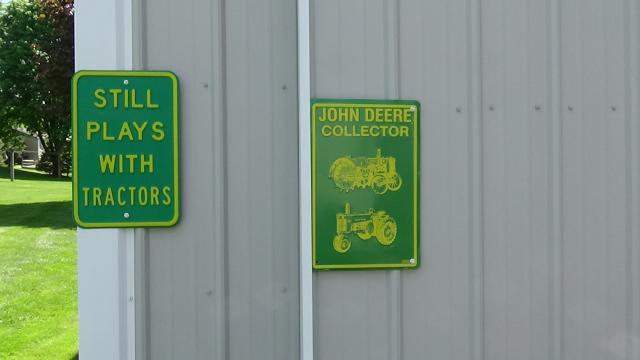 STILL
PLAYS
WITH
TRACTORS
JOHN DEERE
COLLECTOR